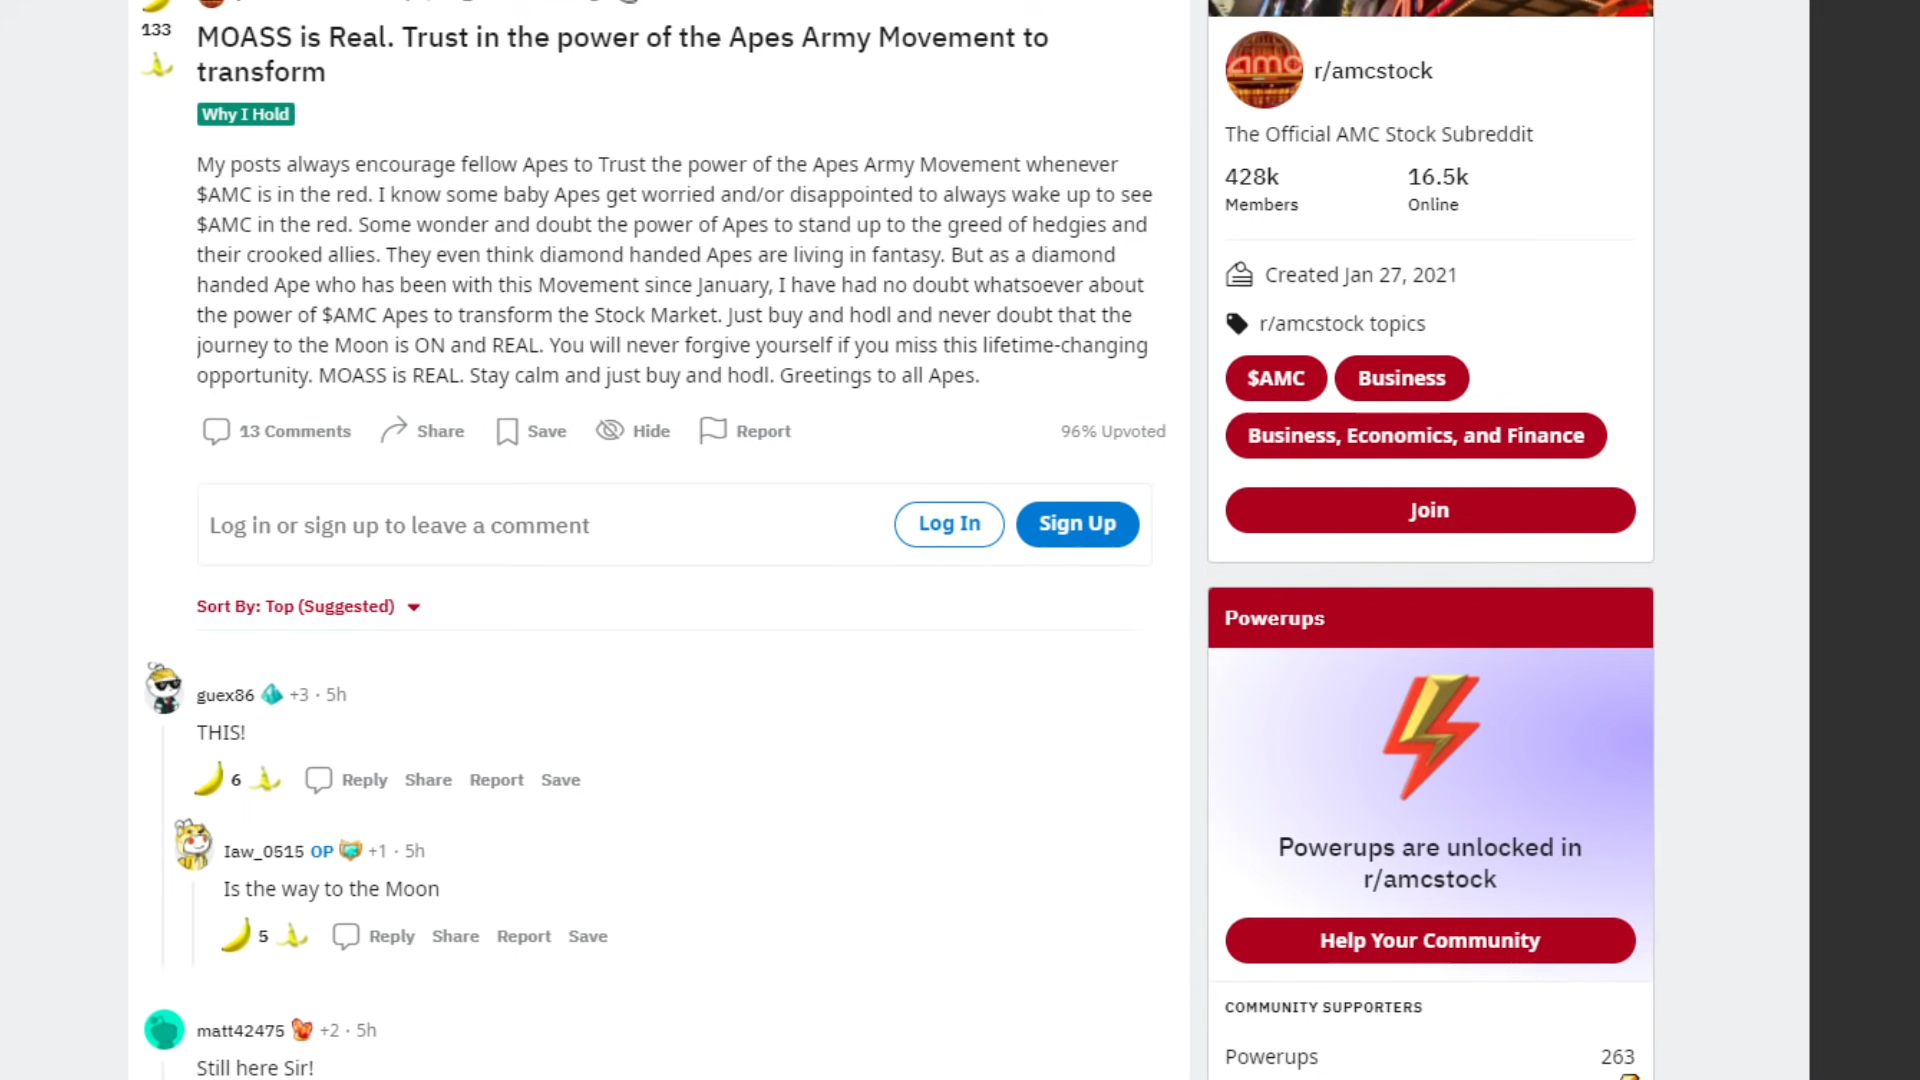 133
MOASS is Real. Trust in the power of the Apes Army Movement to
transform
Why I Hold
My posts always encourage fellow Apes to Trust the power of the Apes Army Movement whenever
$AMC is in the red. I know some baby Apes get worried and/or disappointed to always wake up to see
$AMC in the red. Some wonder and doubt the power of Apes to stand up to the greed of hedgies and
their crooked allies. They even think diamond handed Apes are living in fantasy. But as a diamond
handed Ape who has been with this Movement since January, I have had no doubt whatsoever about
the power of $AMC Apes to transform the Stock Market. Just buy and hodl and never doubt that the
journey to the Moon is ON and REAL. You will never forgive yourself if you miss this lifetime-changing
opportunity. MOASS is REAL. Stay calm and just buy and hodl. Greetings to all Apes.
13 Comments Share Save Hide Report 96% Upvoted
Log in or sign up to leave a comment Log In Sign Up
Sort By: Top (Suggested)
guex86 +3 · 5h
THIS!
6 Reply Share Report Save
Iaw_0515 OP +1 · 5h
Is the way to the Moon
5 Reply Share Report Save
matt42475 +2 · 5h
Still here Sir!
amc
r/amcstock
The Official AMC Stock Subreddit
428k 16.5k
Members Online
Created Jan 27, 2021
r/amcstock topics
$AMC Business
Business, Economics, and Finance
Join
Powerups
Powerups are unlocked in
r/amcstock
Help Your Community
COMMUNITY SUPPORTERS
Powerups 263